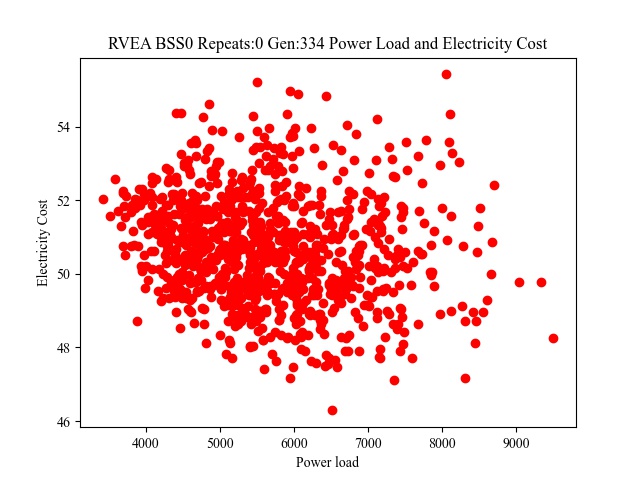 RVEA BSS0 Repeats:0 Gen:334 Power Load and Electricity Cost
54
52
50
48
46
Electricity Cost
4000 5000 6000 7000 8000 9000
Power load